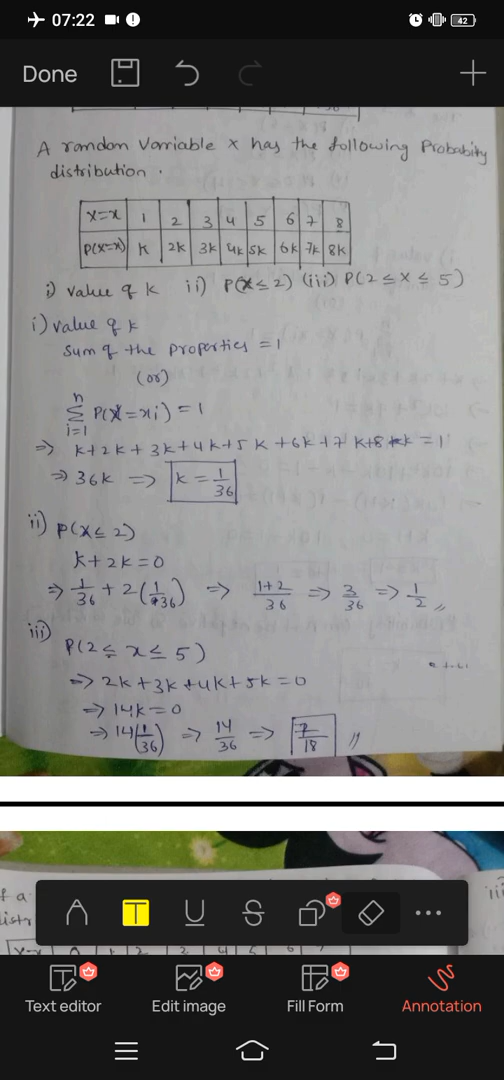 07:22
42
Done
A random Variable x has the following Probabity
distribution.
X=x 1 2 3 4 5 6 7 8
P(X=x) k 2k 3k 4k 5k 6k 7k 8k
i) value of k ii) P(X≤2) (iii) P(2≤X≤5)
i) value of k
Sum of the properties = 1
(or)
n
Σ P(X=xi) = 1
i=1
⇒ k+2k+3k+4k+5k+6k+7k+8k = 1
⇒ 36k ⇒ k = 1/36
ii) P(x≤2)
k+2k=0
⇒ 1/36 + 2(1/36) ⇒ 1+2/36 ⇒ 3/36 ⇒ 1/2 //
iii)
P(2≤x≤5)
⇒ 2k+3k+4k+5k=0
⇒ 14k=0
⇒ 14(1/36) ⇒ 14/36 ⇒ 7/18 //
f a
distr
iii
Text editor
Edit image
Fill Form
Annotation